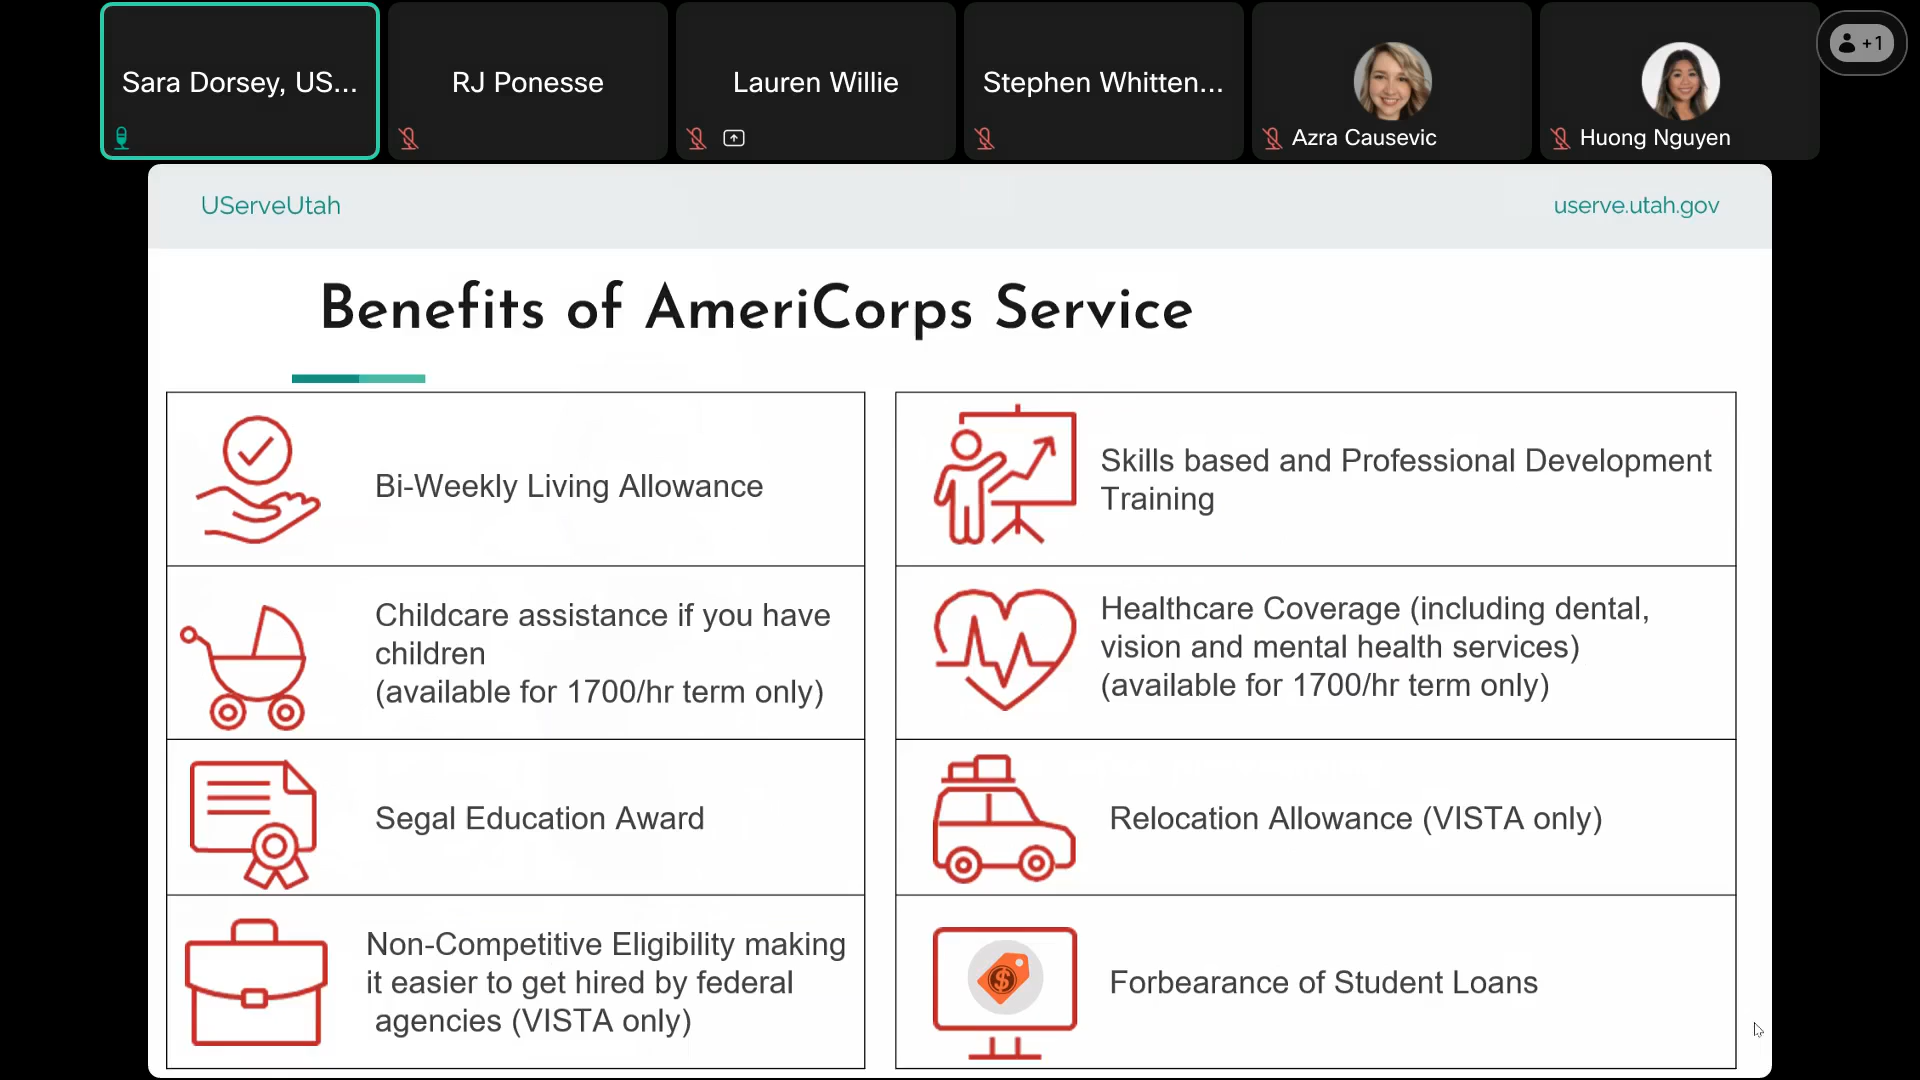 Sara Dorsey, US...
RJ Ponesse
Lauren Willie
Stephen Whitten...
Azra Causevic
Huong Nguyen
+1
UServeUtah
userve.utah.gov
Benefits of AmeriCorps Service
Bi-Weekly Living Allowance
Skills based and Professional Development
Training
Childcare assistance if you have
children
(available for 1700/hr term only)
Healthcare Coverage (including dental,
vision and mental health services)
(available for 1700/hr term only)
Segal Education Award
Relocation Allowance (VISTA only)
Non-Competitive Eligibility making
it easier to get hired by federal
agencies (VISTA only)
$
Forbearance of Student Loans